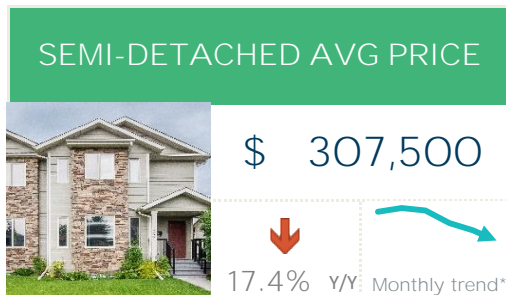 SEMI-DETACHED AVG PRICE
$ 307,500
17.4% Y/Y
Monthly trend*